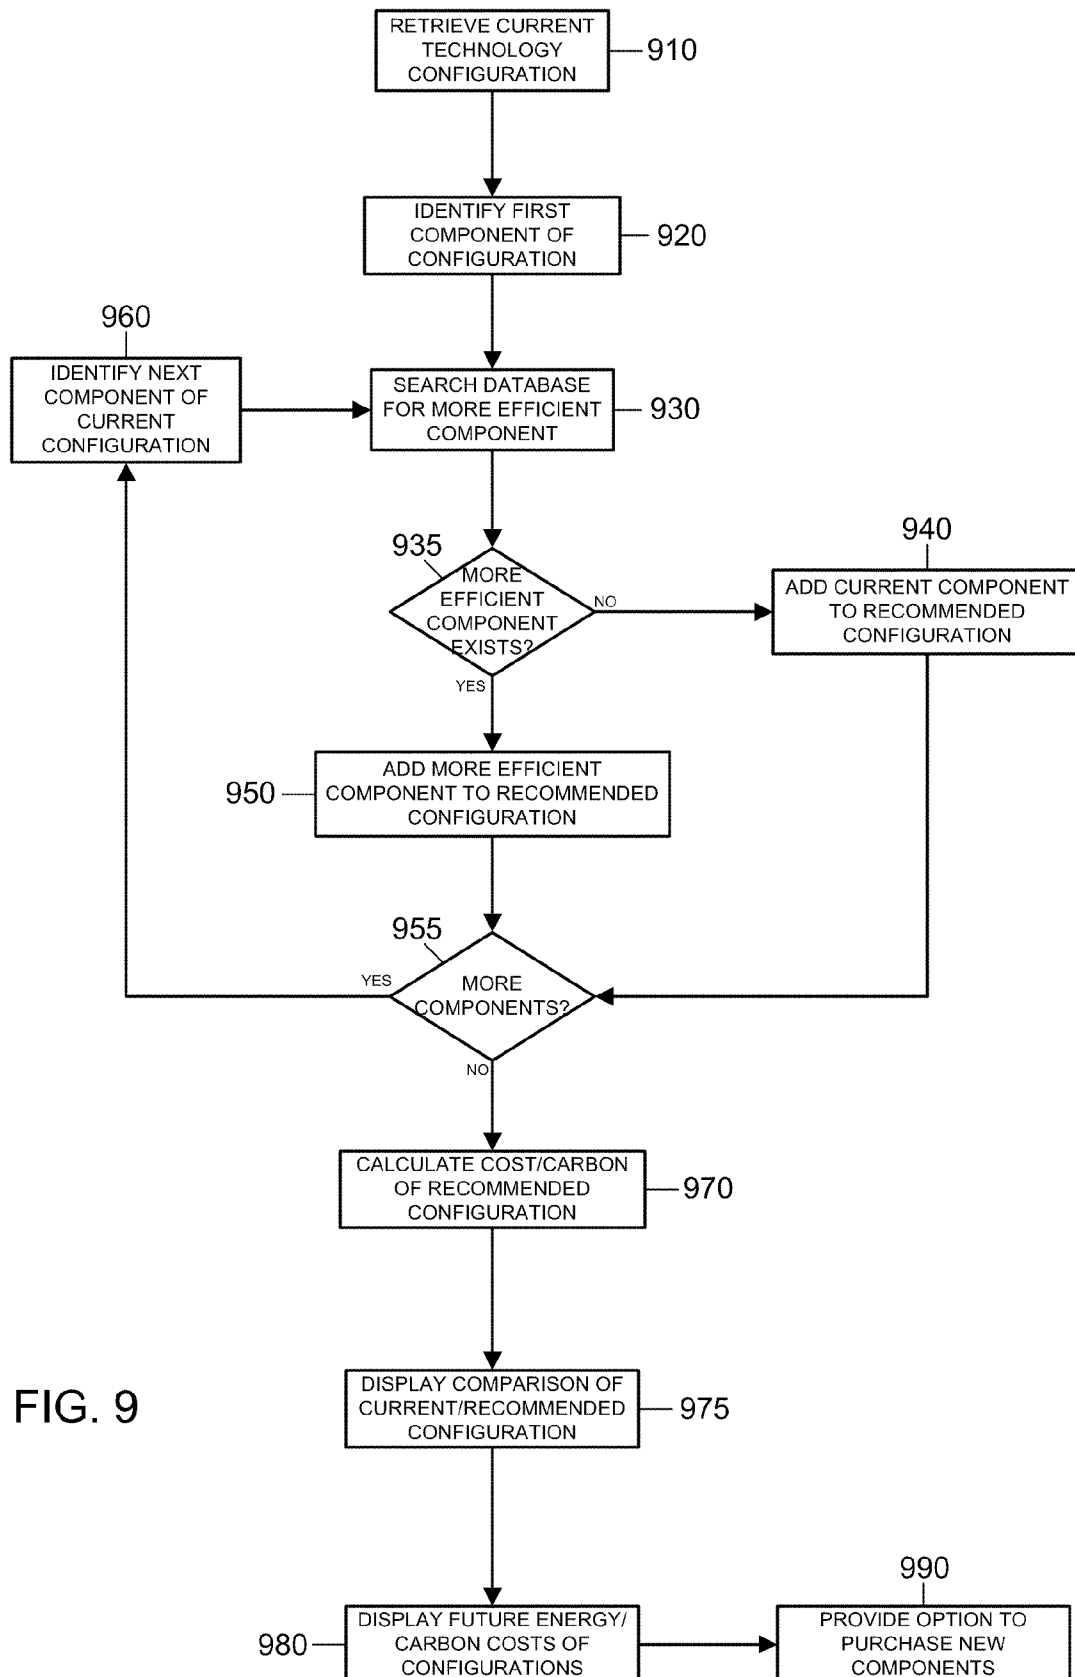 RETRIEVE CURRENT
TECHNOLOGY
CONFIGURATION
910
IDENTIFY FIRST
COMPONENT OF
CONFIGURATION
920
960
IDENTIFY NEXT
COMPONENT OF
CURRENT
CONFIGURATION
SEARCH DATABASE
FOR MORE EFFICIENT
COMPONENT
930
935
MORE
EFFICIENT
COMPONENT
EXISTS?
NO
YES
940
ADD CURRENT COMPONENT
TO RECOMMENDED
CONFIGURATION
950
ADD MORE EFFICIENT
COMPONENT TO RECOMMENDED
CONFIGURATION
955
YES
MORE
COMPONENTS?
NO
CALCULATE COST/CARBON
OF RECOMMENDED
CONFIGURATION
970
FIG. 9
DISPLAY COMPARISON OF
CURRENT/RECOMMENDED
CONFIGURATION
975
980
DISPLAY FUTURE ENERGY/
CARBON COSTS OF
CONFIGURATIONS
990
PROVIDE OPTION TO
PURCHASE NEW
COMPONENTS